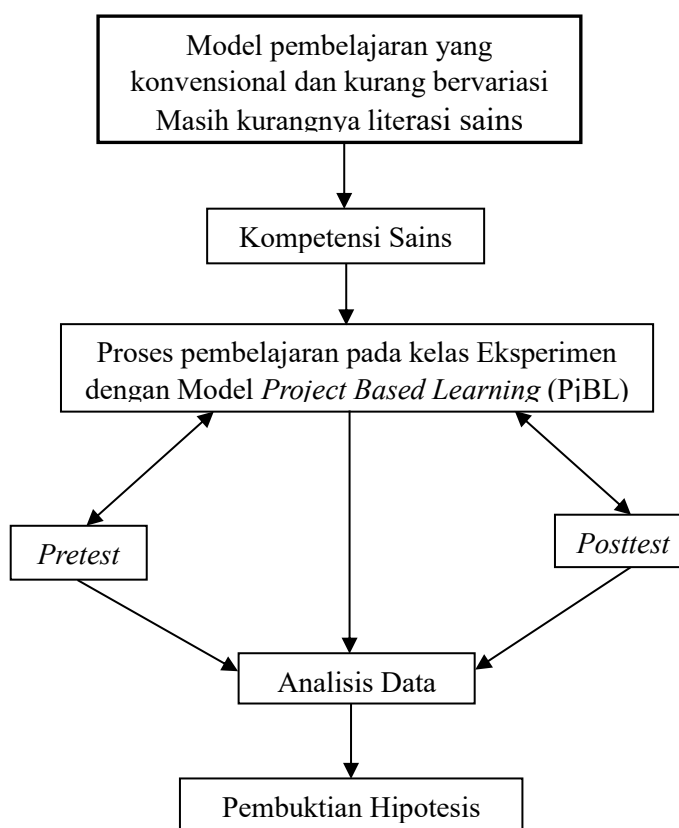 Model pembelajaran yang
konvensional dan kurang bervariasi
Masih kurangnya literasi sains
Kompetensi Sains
Proses pembelajaran pada kelas Eksperimen
dengan Model Project Based Learning (PjBL)
Pretest
Posttest
Analisis Data
Pembuktian Hipotesis